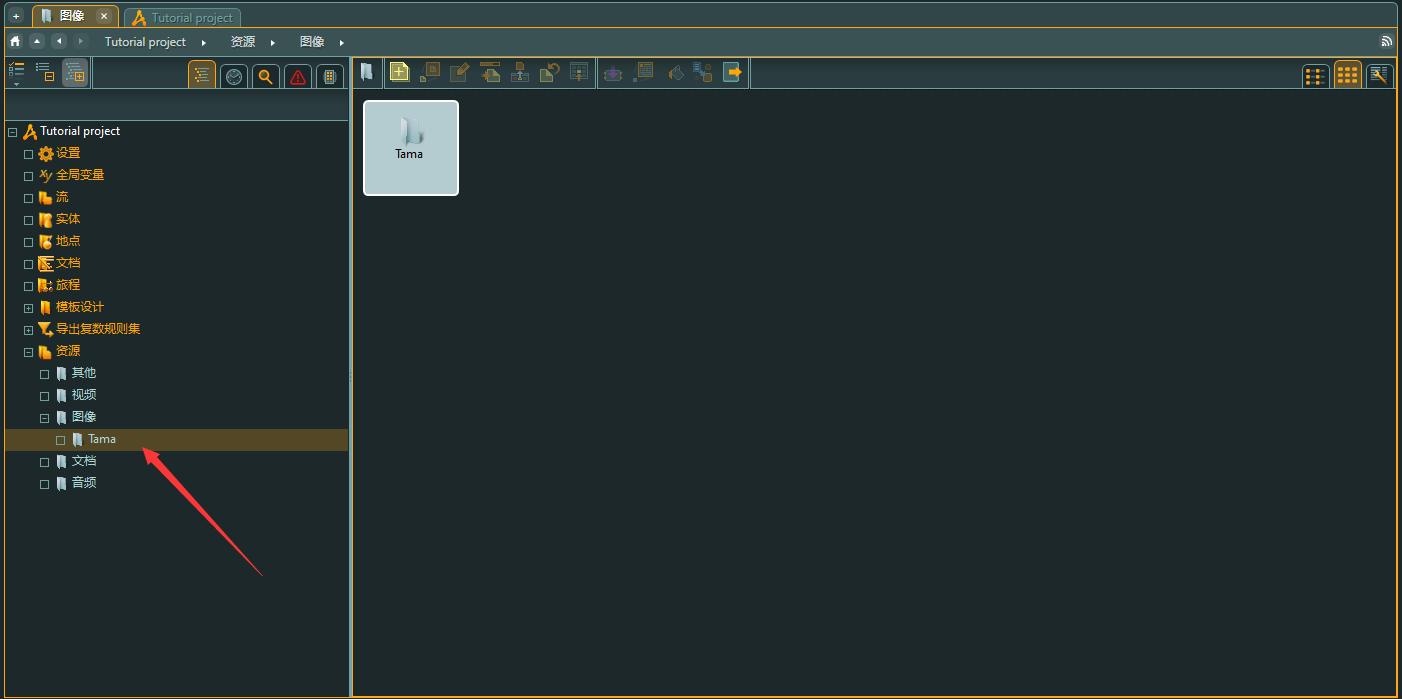 图像
Tutorial project
Tutorial project
资源
图像
Tutorial project
设置
全局变量
流
实体
地点
文档
旅程
模板设计
导出复数规则集
资源
其他
视频
图像
Tama
文档
音频
Tama